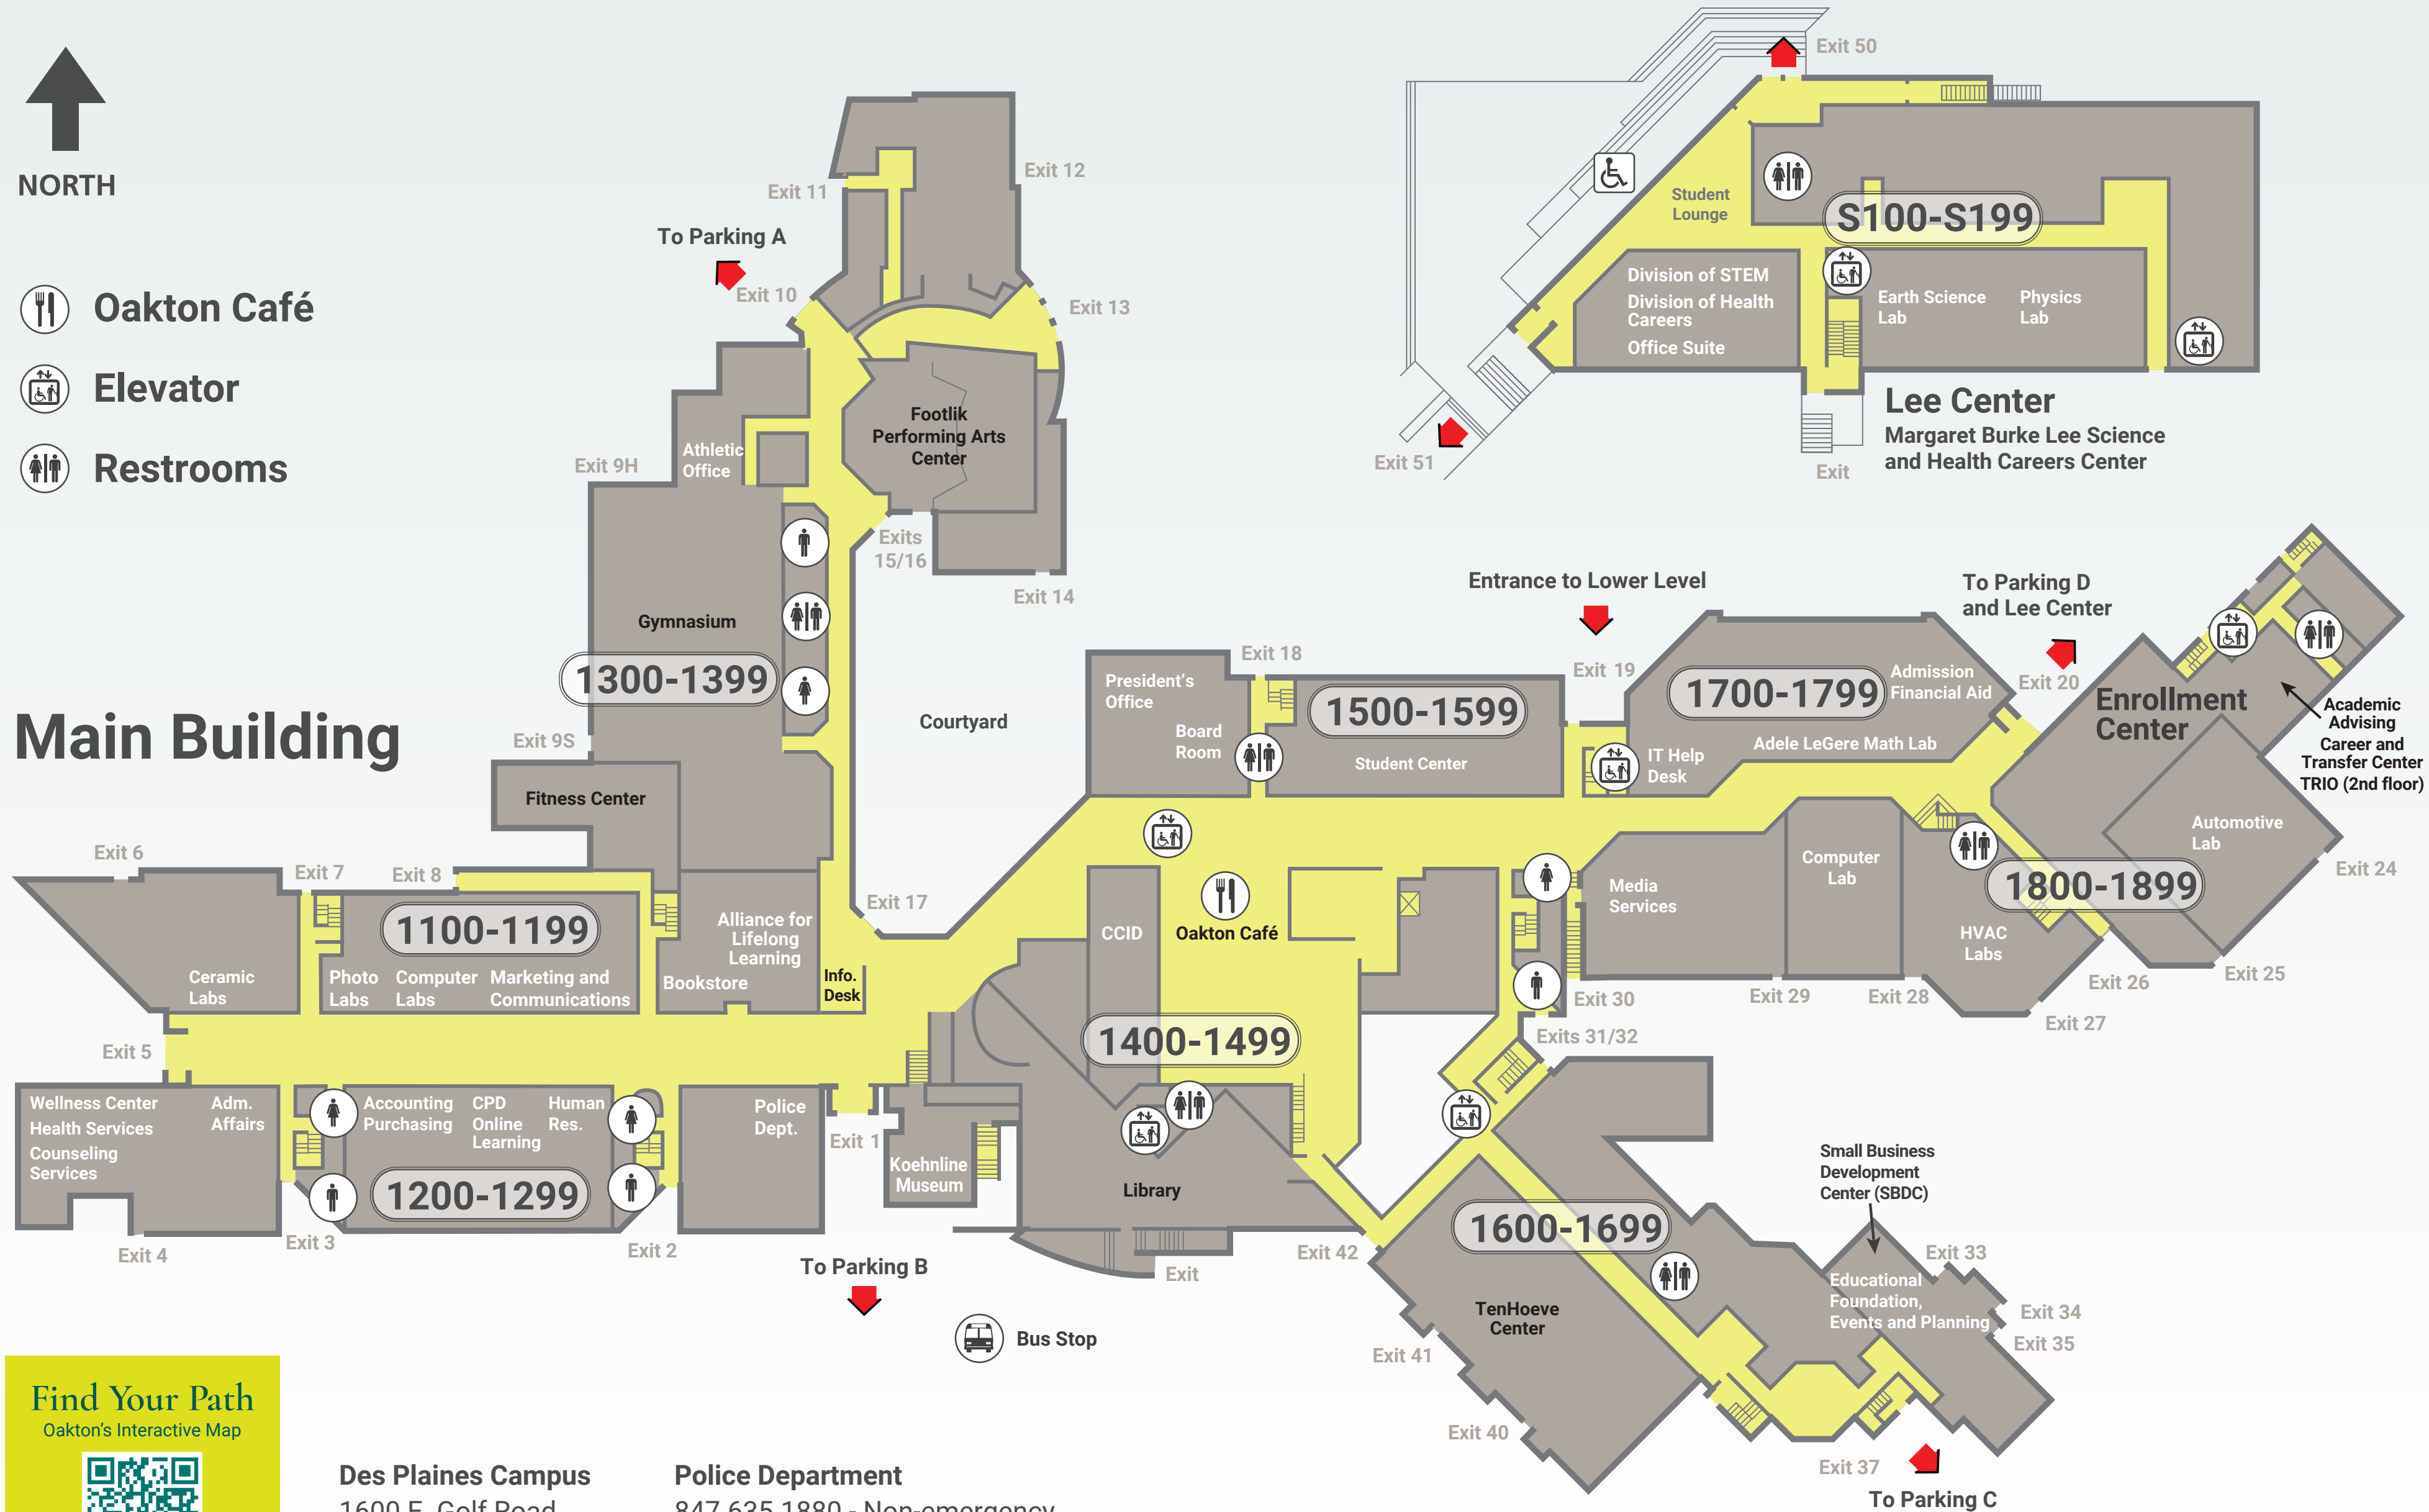 NORTH
Oakton Café
Elevator
Restrooms
Main Building
Exit 50
Student
Lounge
S100-S199
Division of STEM
Division of Health
Careers
Office Suite
Earth Science
Lab
Physics
Lab
Exit 51
Exit
Lee Center
Margaret Burke Lee Science
and Health Careers Center
Exit 12
Exit 11
To Parking A
Exit 10
Exit 13
Footlik
Performing Arts
Center
Athletic
Office
Exit 9H
Exits
15/16
Exit 14
Gymnasium
1300-1399
Courtyard
Exit 9S
Fitness Center
Exit 6
Exit 7
Exit 8
Exit 17
1100-1199
Ceramic
Labs
Photo
Labs
Computer
Labs
Marketing and
Communications
Alliance for
Lifelong
Learning
Bookstore
Info.
Desk
Exit 5
Wellness Center
Health Services
Counseling
Services
Adm.
Affairs
Accounting
Purchasing
CPD
Online
Learning
Human
Res.
1200-1299
Police
Dept.
Exit 1
Exit 4
Exit 3
Exit 2
Koehnline
Museum
To Parking B
Bus Stop
Entrance to Lower Level
To Parking D
and Lee Center
Exit 18
Exit 19
Exit 20
President's
Office
Board
Room
1500-1599
Student Center
1700-1799
Admission
Financial Aid
IT Help
Desk
Adele LeGere Math Lab
Enrollment
Center
Academic
Advising
Career and
Transfer Center
TRIO (2nd floor)
Automotive
Lab
Exit 24
1800-1899
Computer
Lab
Media
Services
HVAC
Labs
Exit 25
Exit 26
Exit 27
Exit 28
Exit 29
Exit 30
Exits 31/32
CCID
Oakton Café
1400-1499
Library
Exit
Exit 42
1600-1699
TenHoeve
Center
Small Business
Development
Center (SBDC)
Educational
Foundation,
Events and Planning
Exit 33
Exit 34
Exit 35
Exit 41
Exit 40
Exit 37
To Parking C
Find Your Path
Oakton's Interactive Map
Des Plaines Campus
1600 E. Golf Road
Police Department
847.635.1880 - Non-emergency